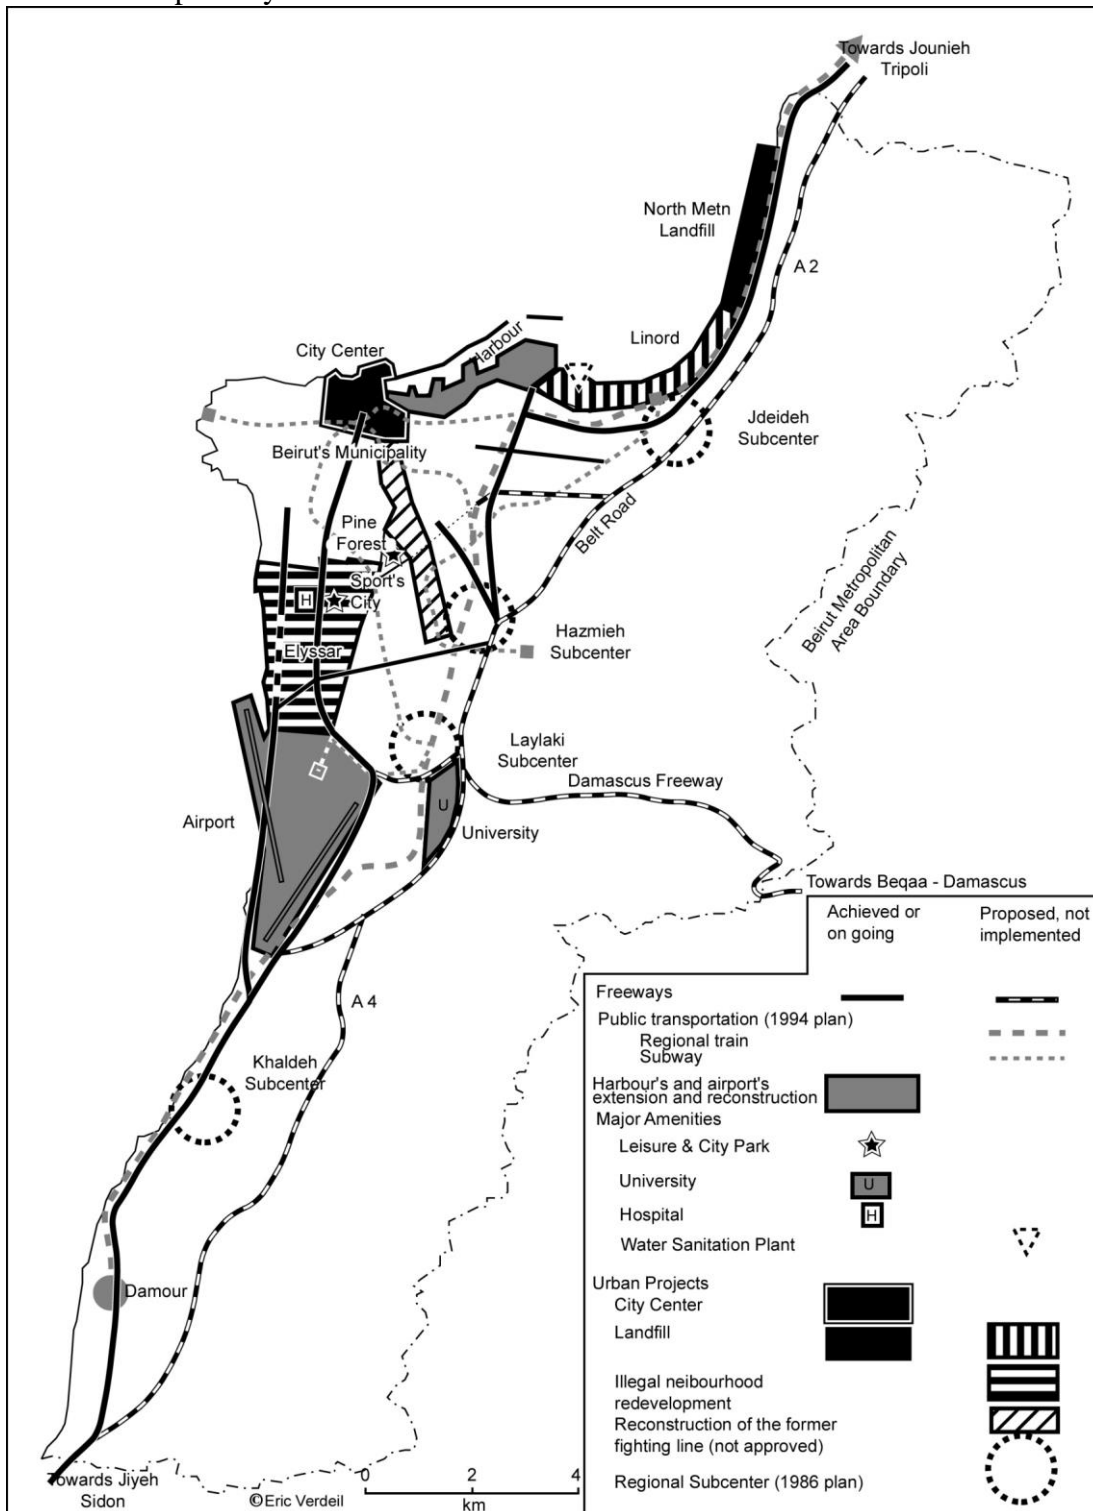 Towards Jounieh
Tripoli
North Metn
Landfill
A 2
Linord
Harbour
City Center
Jdeideh
Subcenter
Beirut's Municipality
Belt Road
Pine
Forest
Sport's
City
H
Beirut Metropolitan
Area Boundary
Hazmieh
Subcenter
Elyssar
Laylaki
Subcenter
Damascus Freeway
U
Airport
University
Towards Beqaa - Damascus
A 4
Khaldeh
Subcenter
Damour
Towards Jiyeh
Sidon
©Eric Verdeil
0 2 4
km
Achieved or
on going
Proposed, not
implemented
Freeways
Public transportation (1994 plan)
Regional train
Subway
Harbour's and airport's
extension and reconstruction
Major Amenities
Leisure & City Park
University
U
Hospital
H
Water Sanitation Plant
Urban Projects
City Center
Landfill
Illegal neibourhood
redevelopment
Reconstruction of the former
fighting line (not approved)
Regional Subcenter (1986 plan)